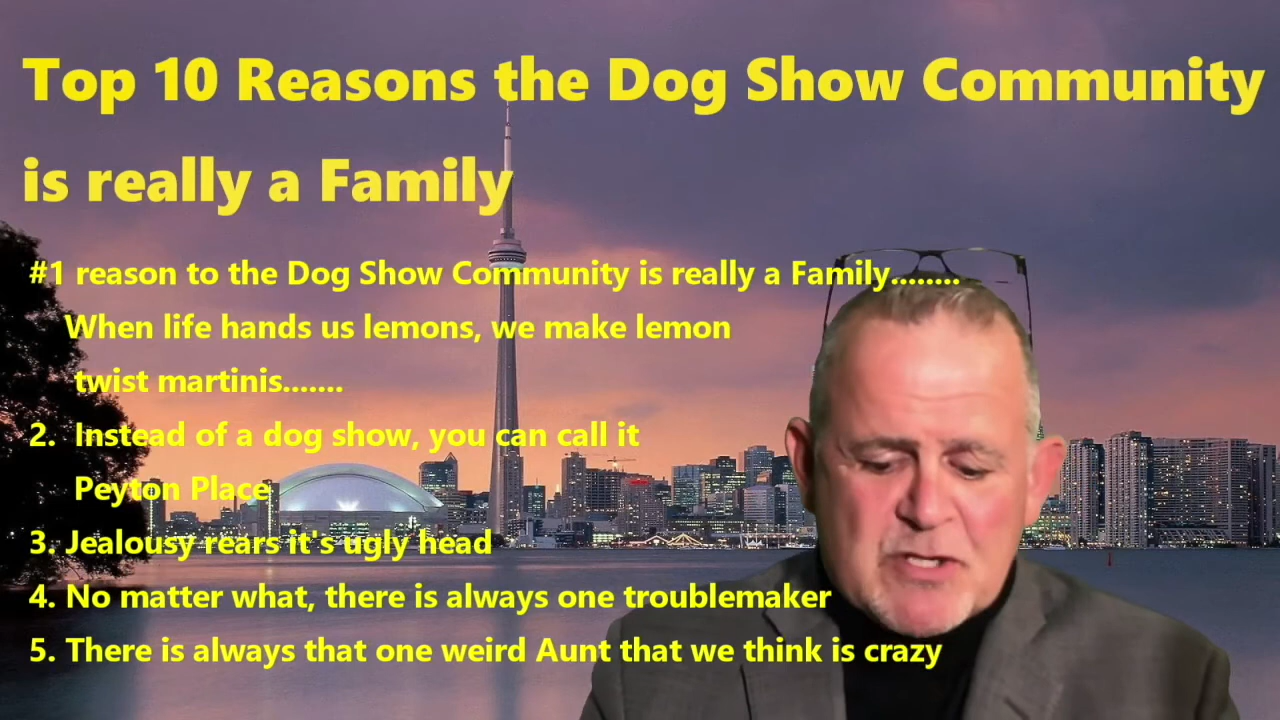 Top 10 Reasons the Dog Show Community
is really a Family
#1 reason to the Dog Show Community is really a Family........
When life hands us lemons, we make lemon
twist martinis.......
2. Instead of a dog show, you can call it
Peyton Place
3. Jealousy rears it's ugly head
4. No matter what, there is always one troublemaker
5. There is always that one weird Aunt that we think is crazy